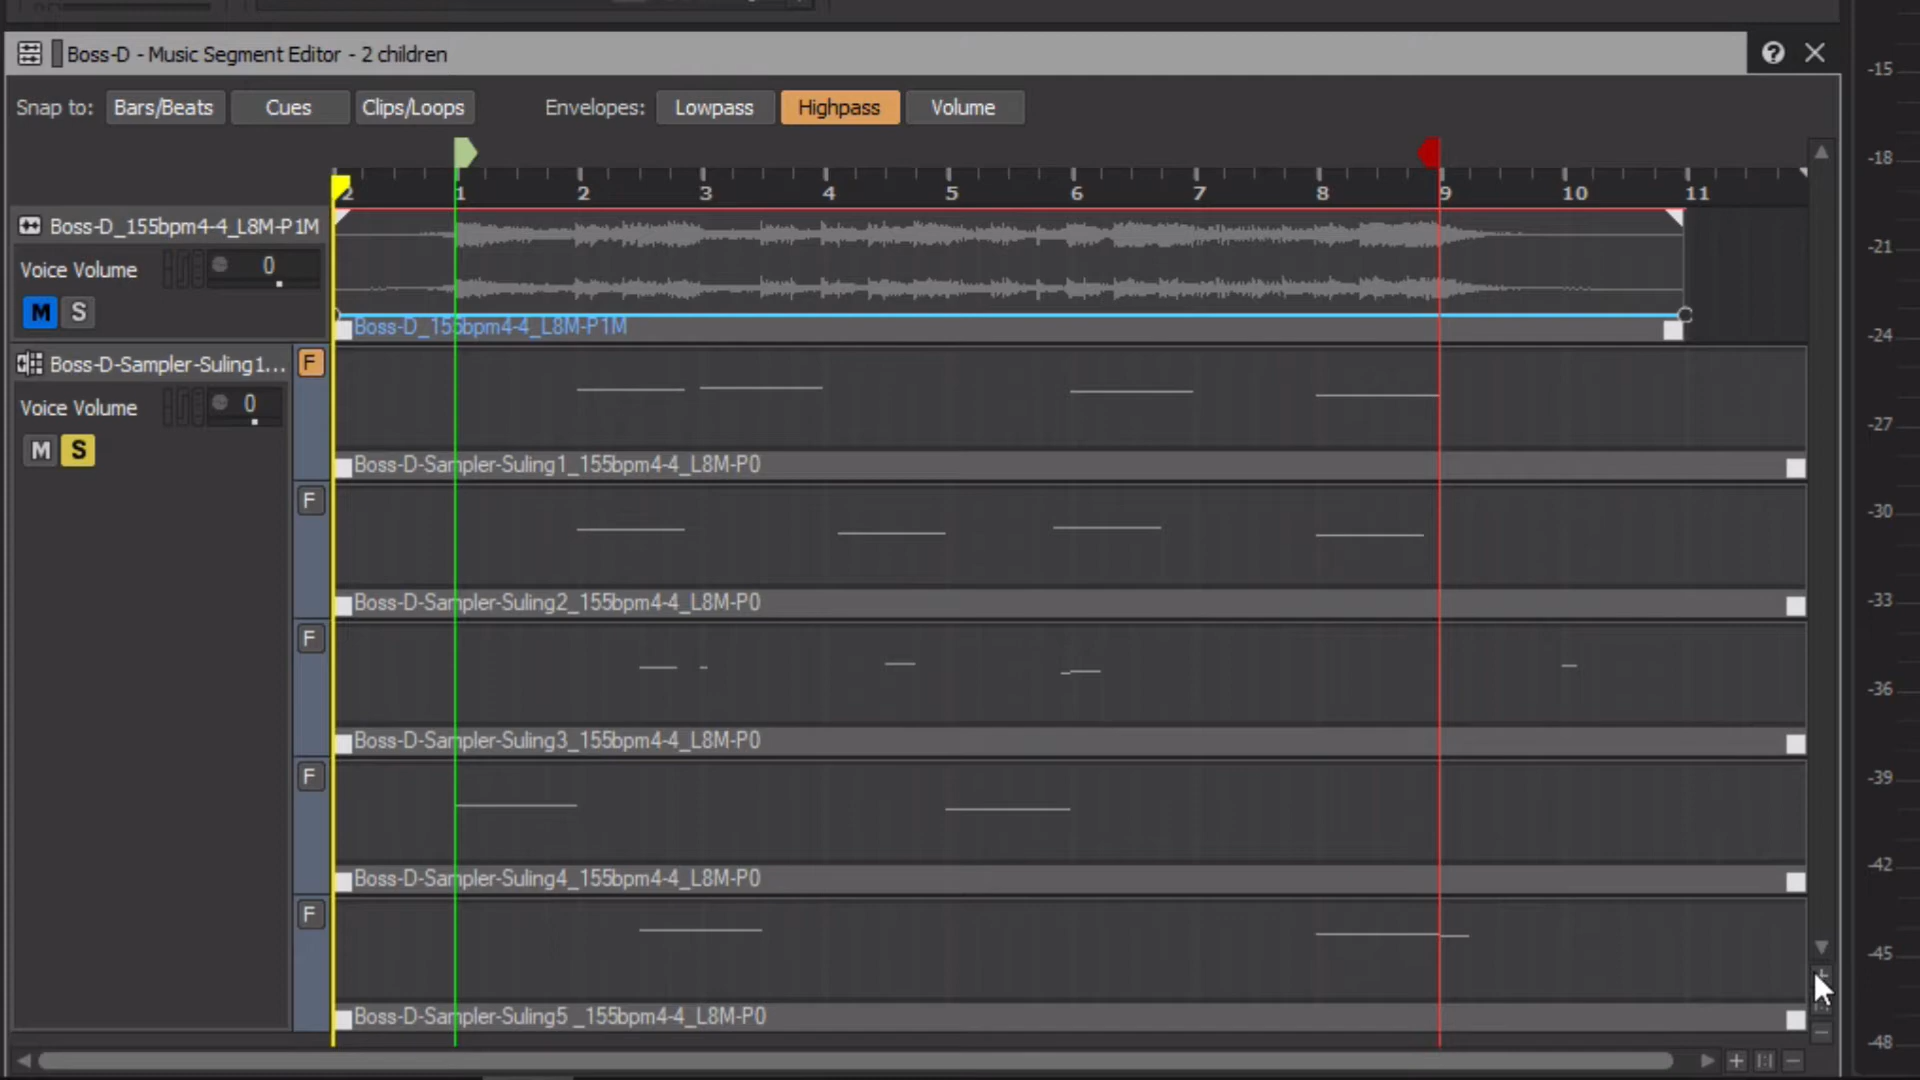 Boss-D - Music Segment Editor - 2 children
Snap to: Bars/Beats Cues Clips/Loops Envelopes: Lowpass Highpass Volume
2 1 2 3 4 5 6 7 8 9 10 11
Boss-D_155bpm4-4_L8M-P1M
Voice Volume 0
M S
Boss-D_155bpm4-4_L8M-P1M
Boss-D-Sampler-Suling1... F
Voice Volume 0
M S
Boss-D-Sampler-Suling1_155bpm4-4_L8M-P0
F
Boss-D-Sampler-Suling2_155bpm4-4_L8M-P0
F
Boss-D-Sampler-Suling3_155bpm4-4_L8M-P0
F
Boss-D-Sampler-Suling4_155bpm4-4_L8M-P0
F
Boss-D-Sampler-Suling5 _155bpm4-4_L8M-P0
-15
-18
-21
-24
-27
-30
-33
-36
-39
-42
-45
-48